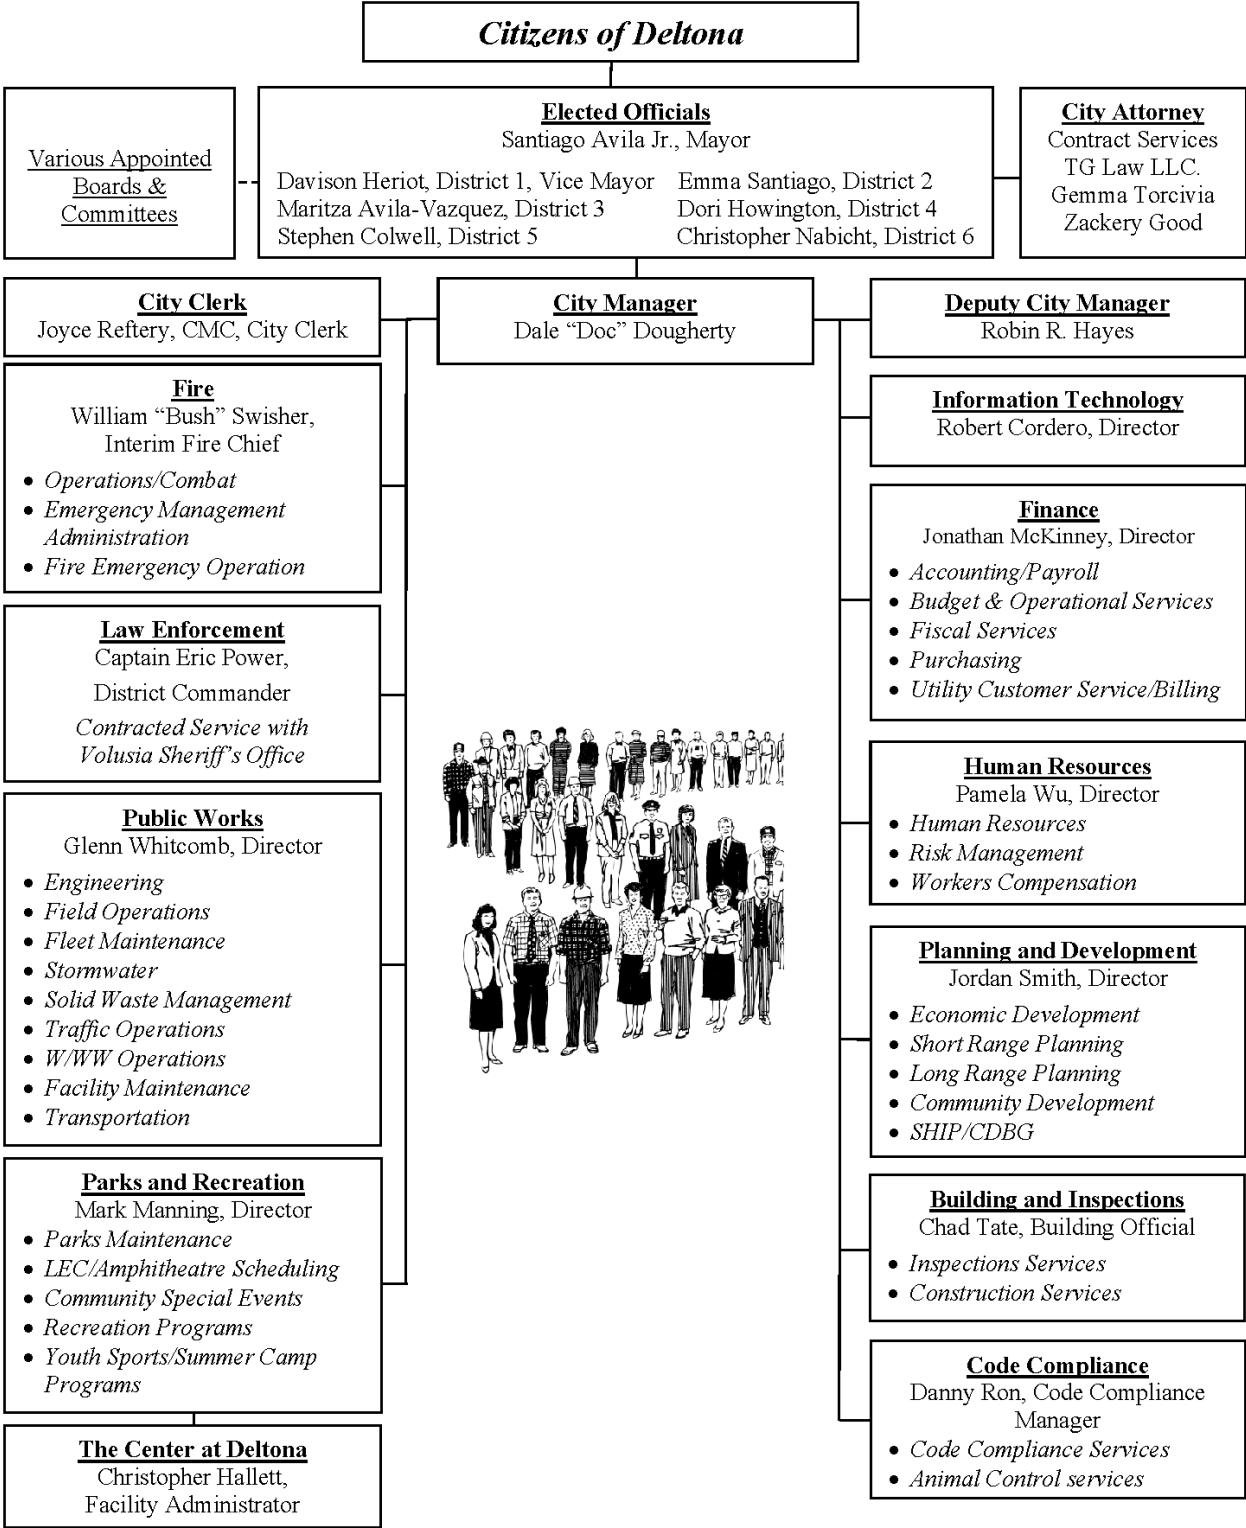 Citizens of Deltona
Various Appointed
Boards &
Committees
Elected Officials
Santiago Avila Jr., Mayor
Davison Heriot, District 1, Vice Mayor
Emma Santiago, District 2
Maritza Avila-Vazquez, District 3
Dori Howington, District 4
Stephen Colwell, District 5
Christopher Nabicht, District 6
City Attorney
Contract Services
TG Law LLC.
Gemma Torcivia
Zackery Good
City Clerk
Joyce Reftery, CMC, City Clerk
City Manager
Dale “Doc” Dougherty
Deputy City Manager
Robin R. Hayes
Fire
William “Bush” Swisher,
Interim Fire Chief
• Operations/Combat
• Emergency Management
Administration
• Fire Emergency Operation
Law Enforcement
Captain Eric Power,
District Commander
Contracted Service with
Volusia Sheriff’s Office
Public Works
Glenn Whitcomb, Director
• Engineering
• Field Operations
• Fleet Maintenance
• Stormwater
• Solid Waste Management
• Traffic Operations
• W/WW Operations
• Facility Maintenance
• Transportation
Parks and Recreation
Mark Manning, Director
• Parks Maintenance
• LEC/Amphitheatre Scheduling
• Community Special Events
• Recreation Programs
• Youth Sports/Summer Camp
Programs
The Center at Deltona
Christopher Hallett,
Facility Administrator
Information Technology
Robert Cordero, Director
Finance
Jonathan McKinney, Director
• Accounting/Payroll
• Budget & Operational Services
• Fiscal Services
• Purchasing
• Utility Customer Service/Billing
Human Resources
Pamela Wu, Director
• Human Resources
• Risk Management
• Workers Compensation
Planning and Development
Jordan Smith, Director
• Economic Development
• Short Range Planning
• Long Range Planning
• Community Development
• SHIP/CDBG
Building and Inspections
Chad Tate, Building Official
• Inspections Services
• Construction Services
Code Compliance
Danny Ron, Code Compliance
Manager
• Code Compliance Services
• Animal Control services